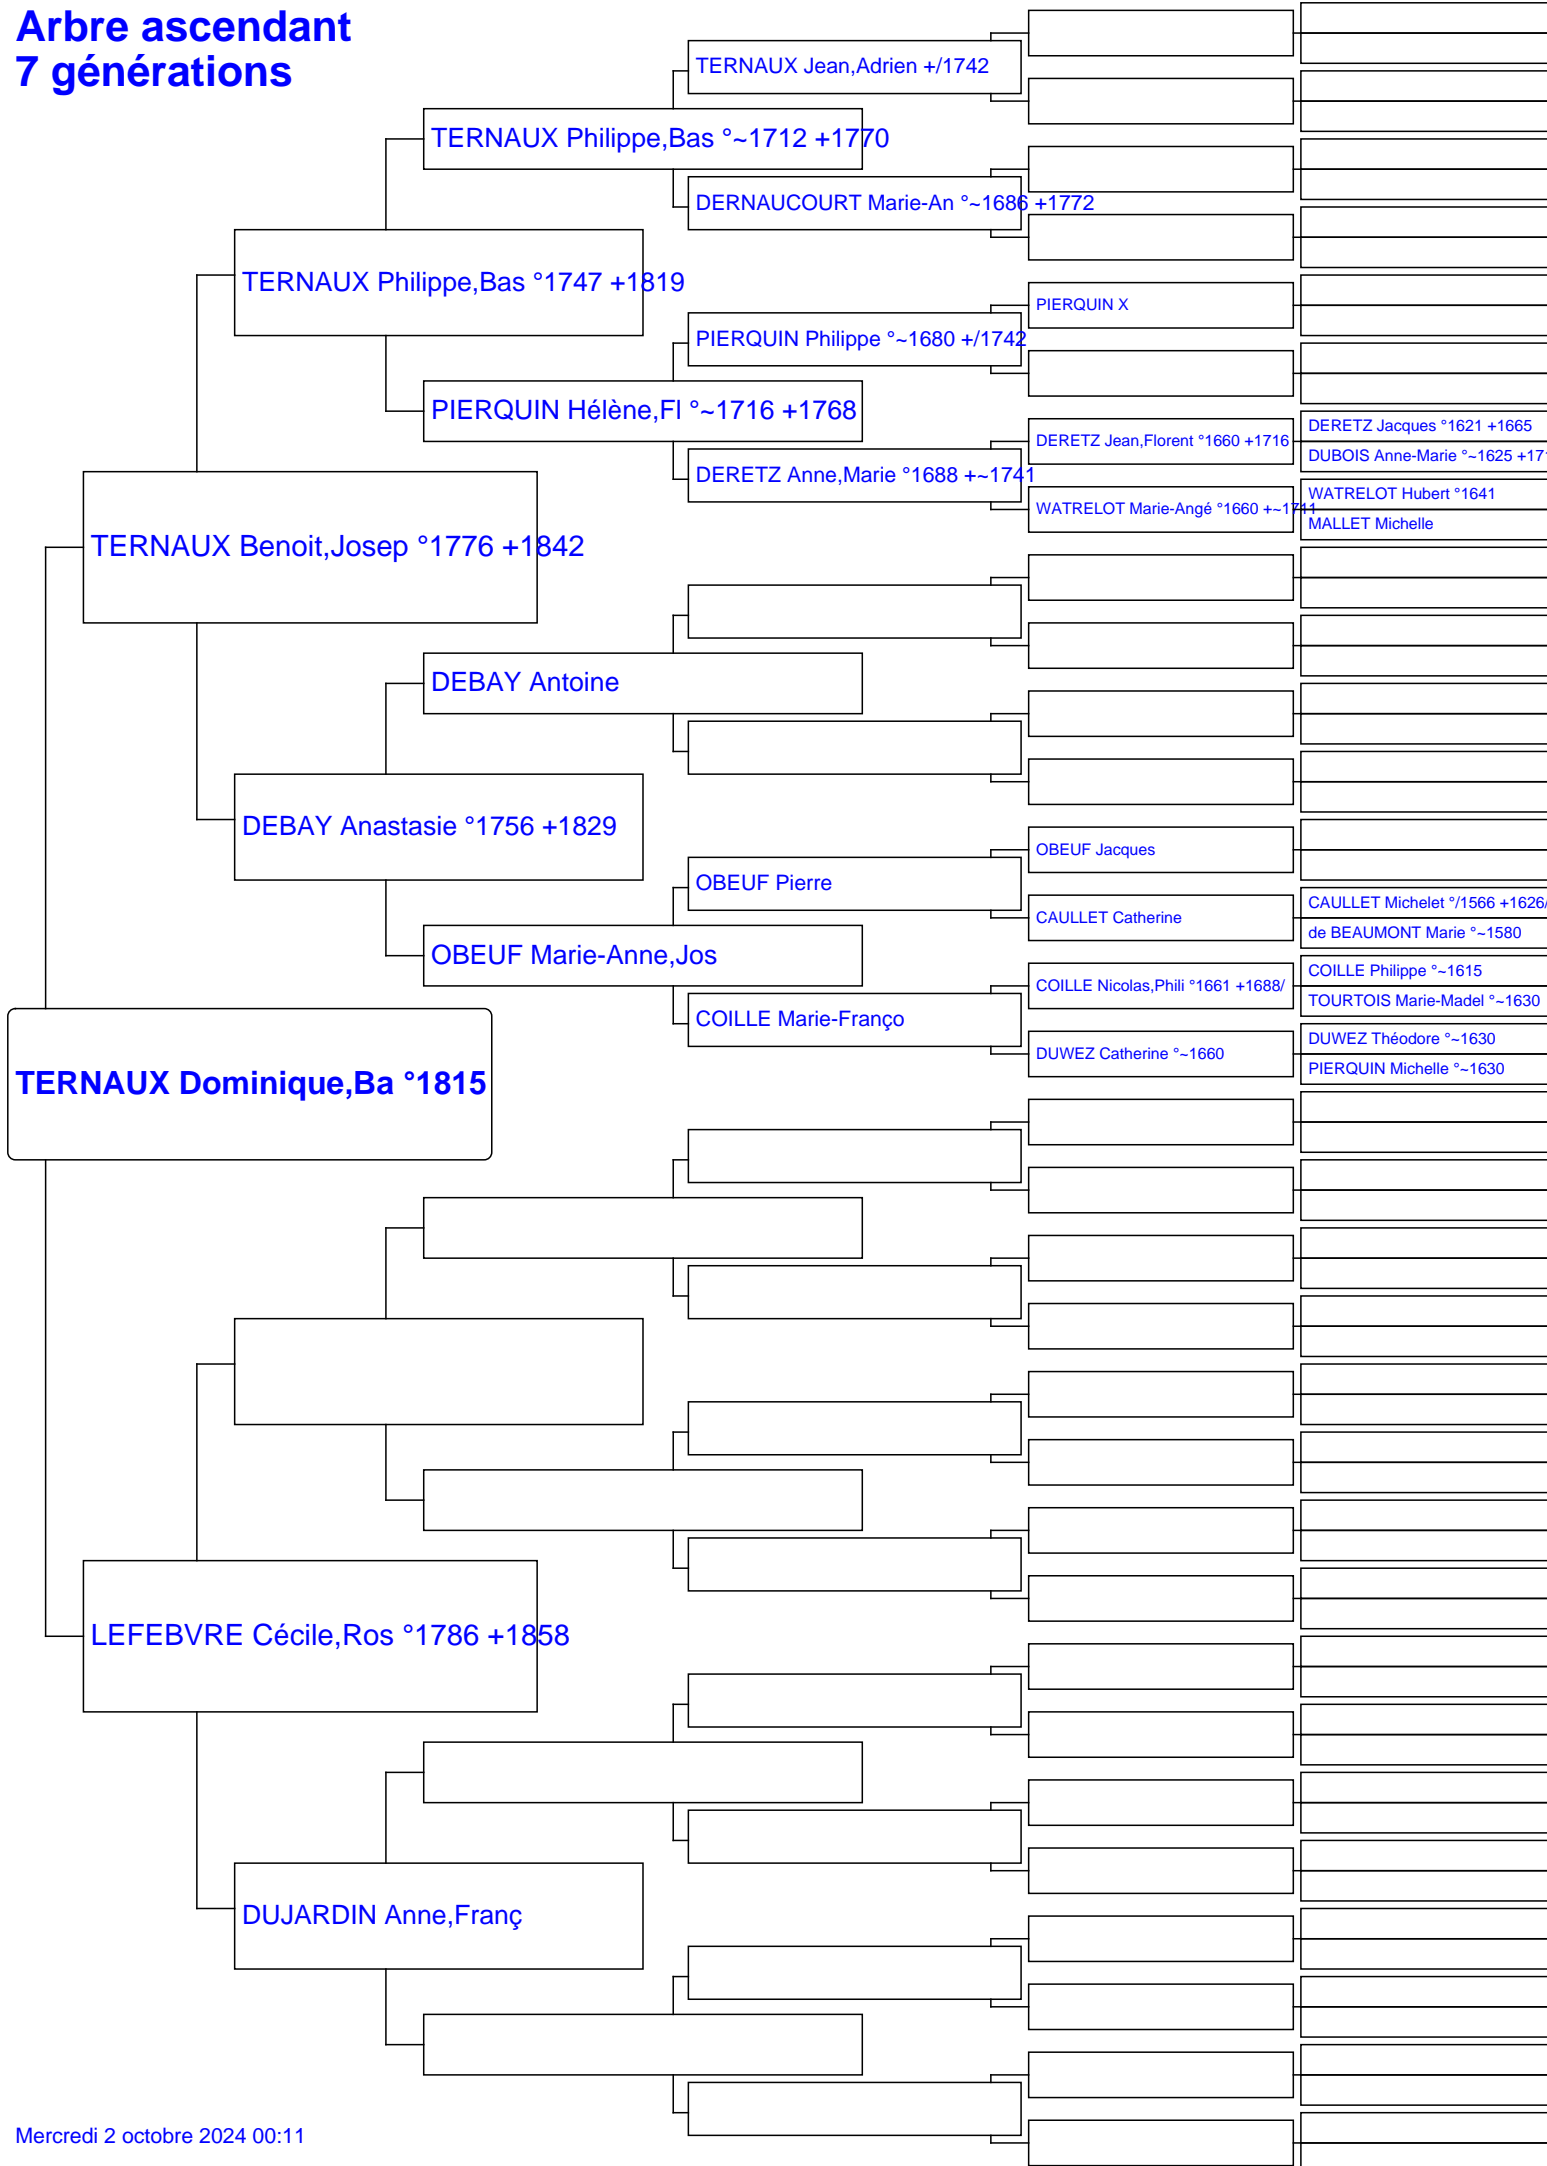 Arbre ascendant
7 générations
TERNAUX Jean,Adrien +/1742
TERNAUX Philippe,Bas °~1712 +1770
DERNAUCOURT Marie-An °~1686 +1772
TERNAUX Philippe,Bas °1747 +1819
PIERQUIN X
PIERQUIN Philippe °~1680 +/1742
PIERQUIN Hélène,Fl °~1716 +1768
DERETZ Jacques °1621 +1665
DERETZ Jean,Florent °1660 +1716
DUBOIS Anne-Marie °~1625 +171
DERETZ Anne,Marie °1688 +~1741
WATRELOT Hubert °1641
WATRELOT Marie-Angé °1660 +~1711
MALLET Michelle
TERNAUX Benoit,Josep °1776 +1842
DEBAY Antoine
DEBAY Anastasie °1756 +1829
OBEUF Jacques
OBEUF Pierre
CAULLET Michelet °/1566 +1626/
CAULLET Catherine
de BEAUMONT Marie °~1580
OBEUF Marie-Anne,Jos
COILLE Philippe °~1615
COILLE Nicolas,Phili °1661 +1688/
TOURTOIS Marie-Madel °~1630
COILLE Marie-Franço
DUWEZ Théodore °~1630
DUWEZ Catherine °~1660
PIERQUIN Michelle °~1630
TERNAUX Dominique,Ba °1815
LEFEBVRE Cécile,Ros °1786 +1858
DUJARDIN Anne,Franç
Mercredi 2 octobre 2024 00:11